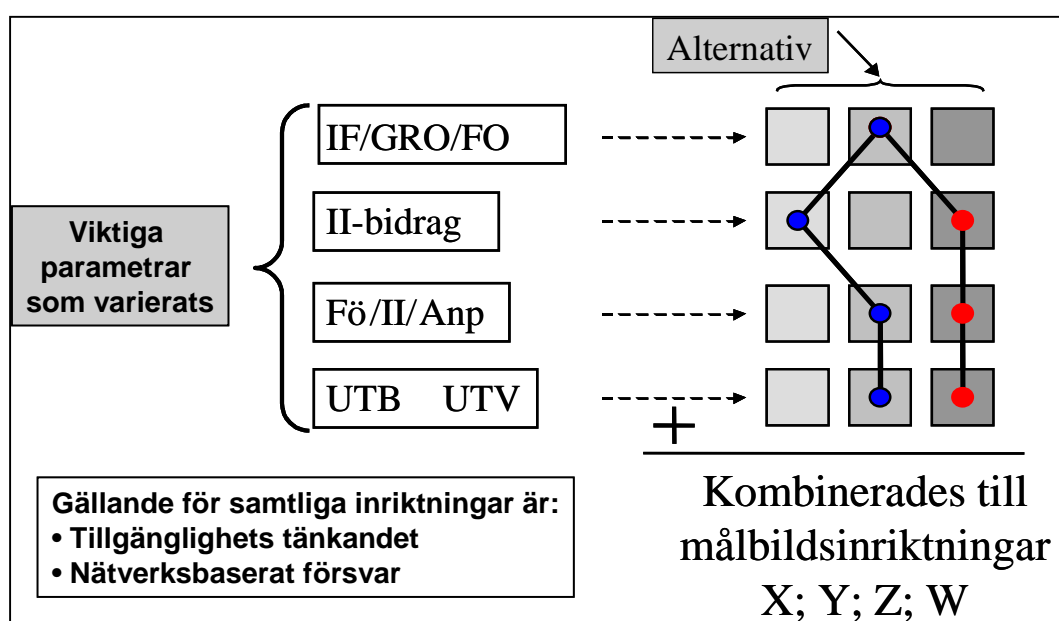 Alternativ
Viktiga
parametrar
som varierats
IF/GRO/FO
II-bidrag
Fö/II/Anp
UTB UTV
+
Gällande för samtliga inriktningar är:
• Tillgänglighets tänkandet
• Nätverksbaserat försvar
Kombinerades till
målbildsinriktningar
X; Y; Z; W